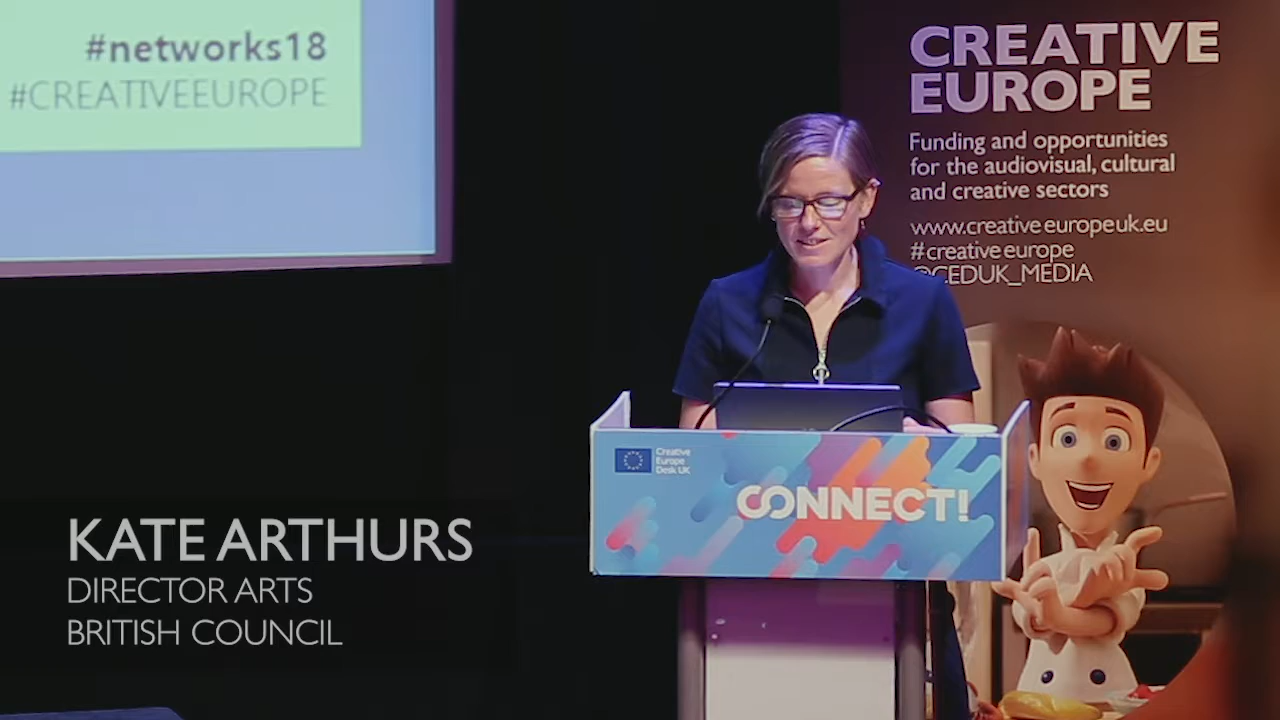 #networks18
#CREATIVEEUROPE
CREATIVE
EUROPE
Funding and opportunities
for the audiovisual, cultural
and creative sectors
www.creativeeuropeuk.eu
#creativeeurope
@CEDUK_MEDIA
Creative
Europe
Desk UK
CONNECT!
KATE ARTHURS
DIRECTOR ARTS
BRITISH COUNCIL